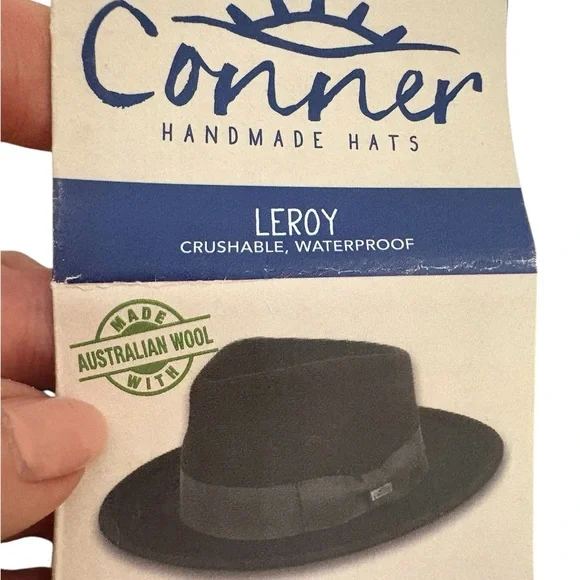 Conner
HANDMADE HATS
LEROY
CRUSHABLE, WATERPROOF
MADE
AUSTRALIAN WOOL
WITH